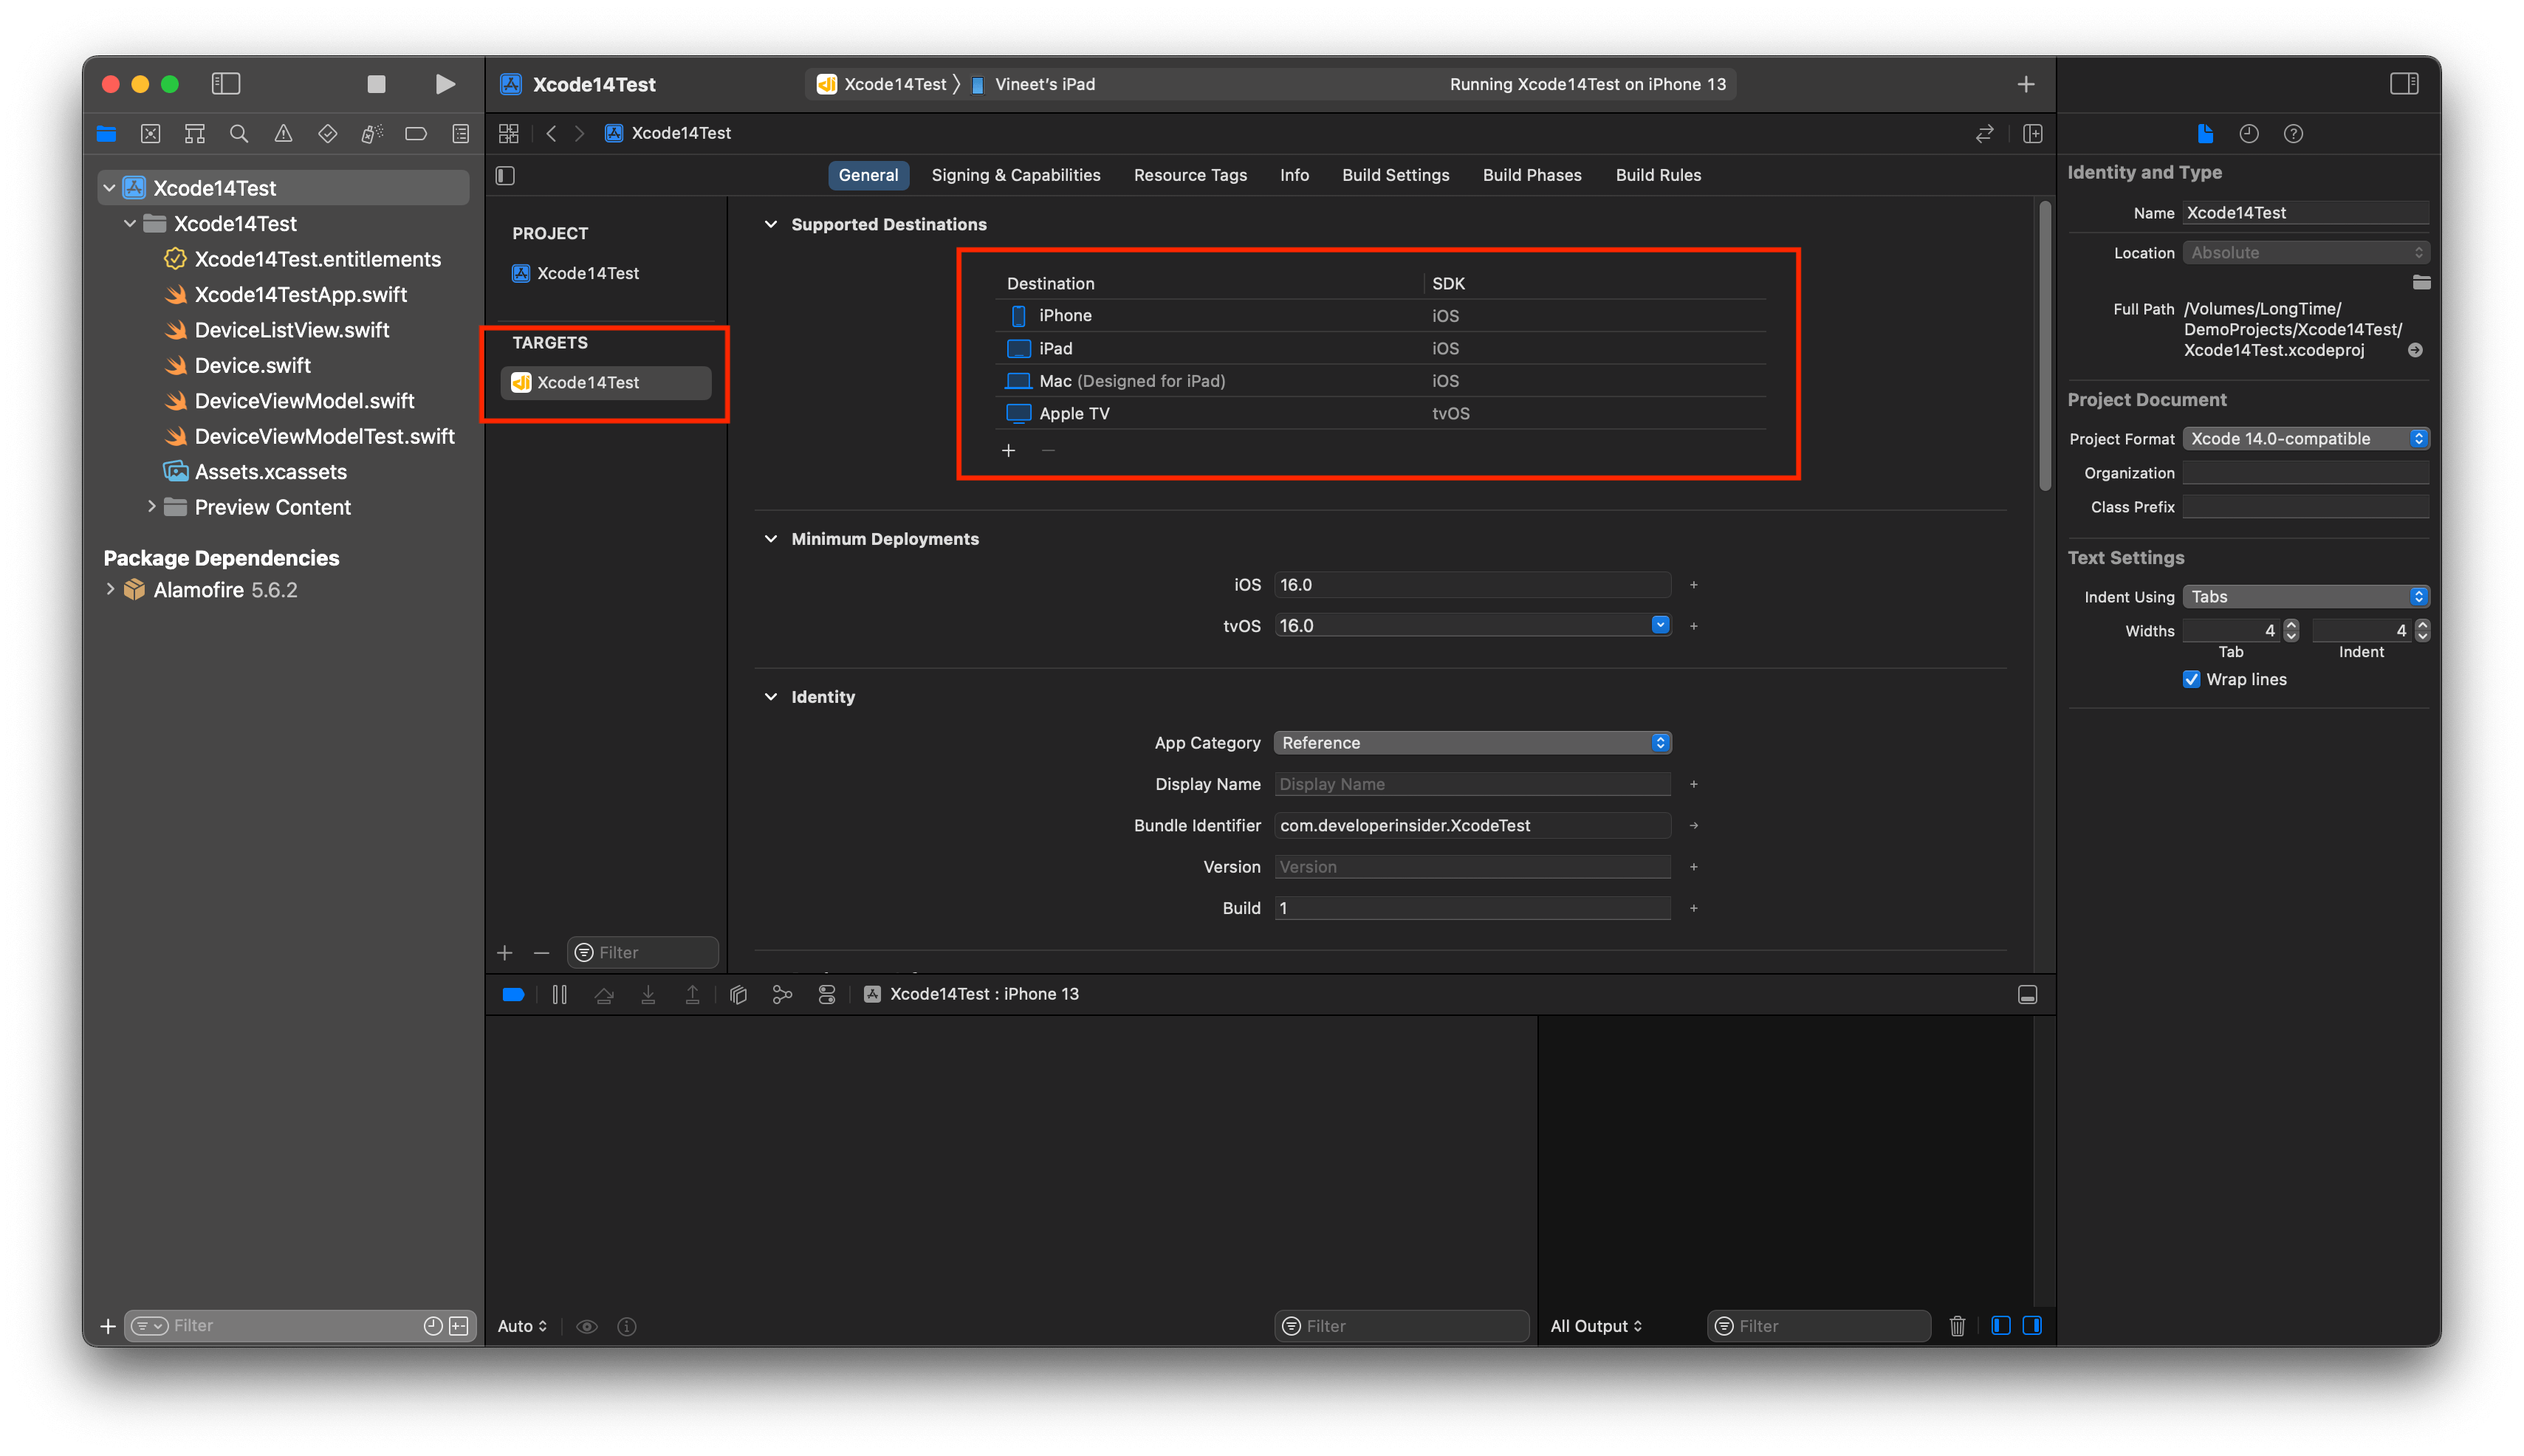 Xcode14Test
Xcode14Test
Vineet's iPad
Running Xcode14Test on iPhone 13
Xcode14Test
General
Signing & Capabilities
Resource Tags
Info
Build Settings
Build Phases
Build Rules
Xcode14Test
Xcode14Test
Xcode14Test.entitlements
Xcode14TestApp.swift
DeviceListView.swift
Device.swift
DeviceViewModel.swift
DeviceViewModelTest.swift
Assets.xcassets
Preview Content
Package Dependencies
Alamofire 5.6.2
Filter
PROJECT
Xcode14Test
TARGETS
Xcode14Test
Filter
Supported Destinations
Destination SDK
iPhone iOS
iPad iOS
Mac (Designed for iPad) iOS
Apple TV tvOS
Minimum Deployments
iOS 16.0
tvOS 16.0
Identity
App Category Reference
Display Name Display Name
Bundle Identifier com.developerinsider.XcodeTest
Version Version
Build 1
Xcode14Test : iPhone 13
Auto
Filter
All Output
Filter
Identity and Type
Name Xcode14Test
Location Absolute
Full Path /Volumes/LongTime/
DemoProjects/Xcode14Test/
Xcode14Test.xcodeproj
Project Document
Project Format Xcode 14.0-compatible
Organization
Class Prefix
Text Settings
Indent Using Tabs
Widths 4 4
Tab Indent
Wrap lines